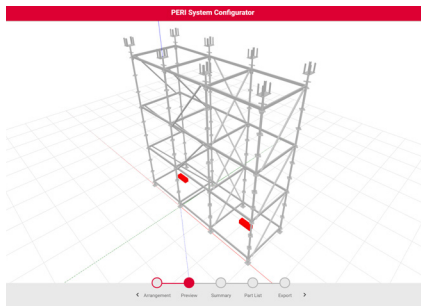 PERI System Configurator
Arrangement Preview Summary Part List Export